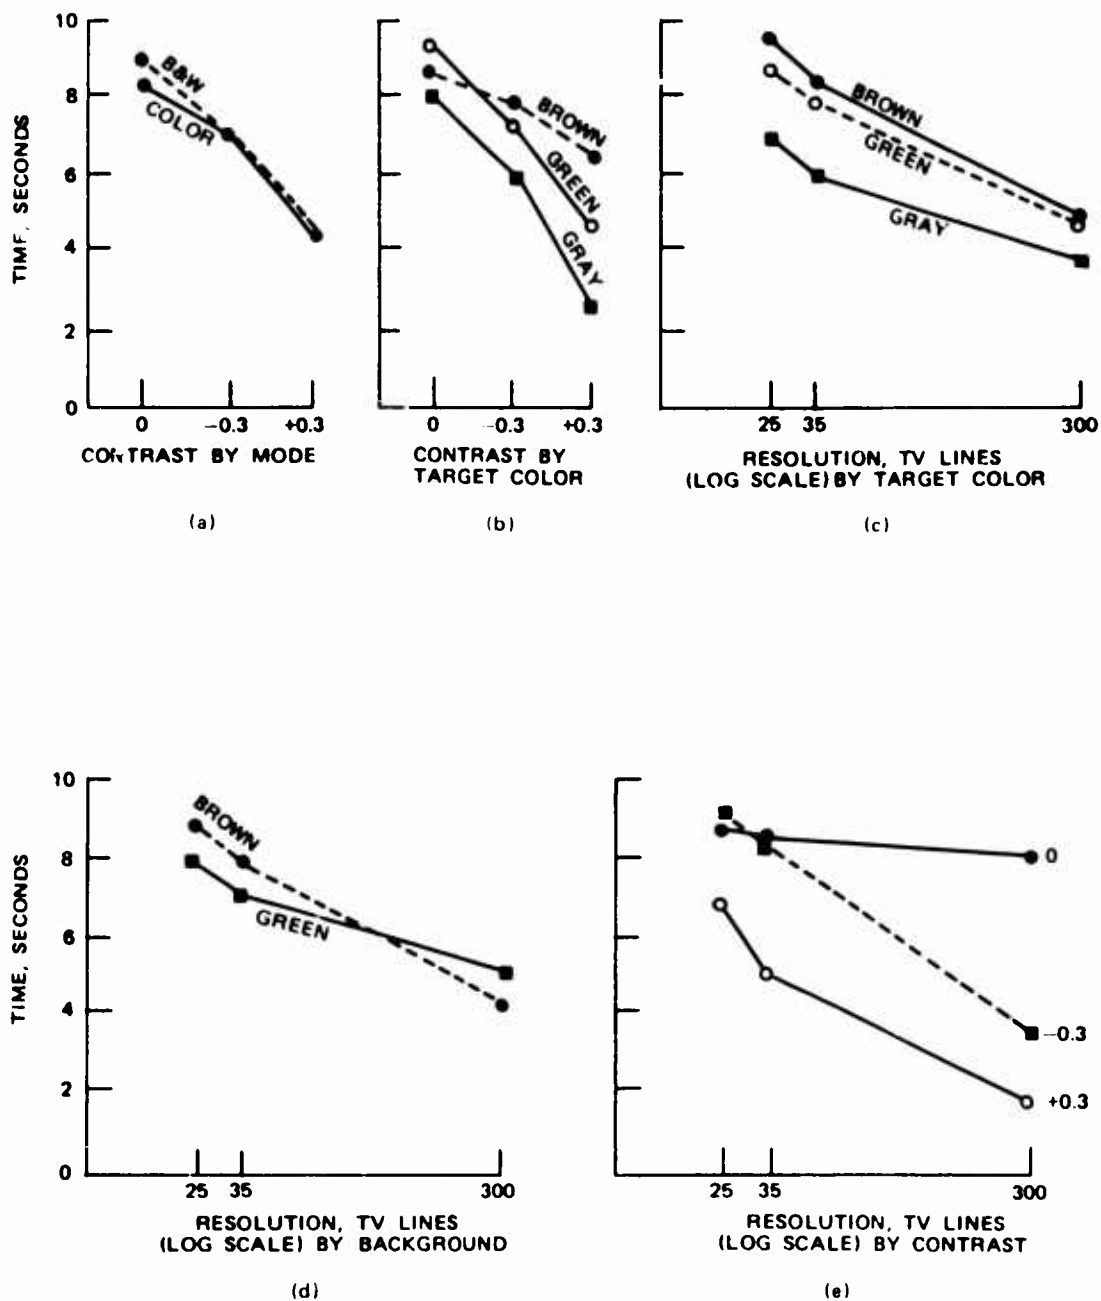 10
8
6
4
2
0
TIME, SECONDS
B&W
COLOR
0 −0.3 +0.3
CONTRAST BY MODE
(a)
BROWN
GREEN
GRAY
0 −0.3 +0.3
CONTRAST BY
TARGET COLOR
(b)
BROWN
GREEN
GRAY
25 35 300
RESOLUTION, TV LINES
(LOG SCALE) BY TARGET COLOR
(c)
10
8
6
4
2
0
TIME, SECONDS
BROWN
GREEN
25 35 300
RESOLUTION, TV LINES
(LOG SCALE) BY BACKGROUND
(d)
0
−0.3
+0.3
25 35 300
RESOLUTION, TV LINES
(LOG SCALE) BY CONTRAST
(e)